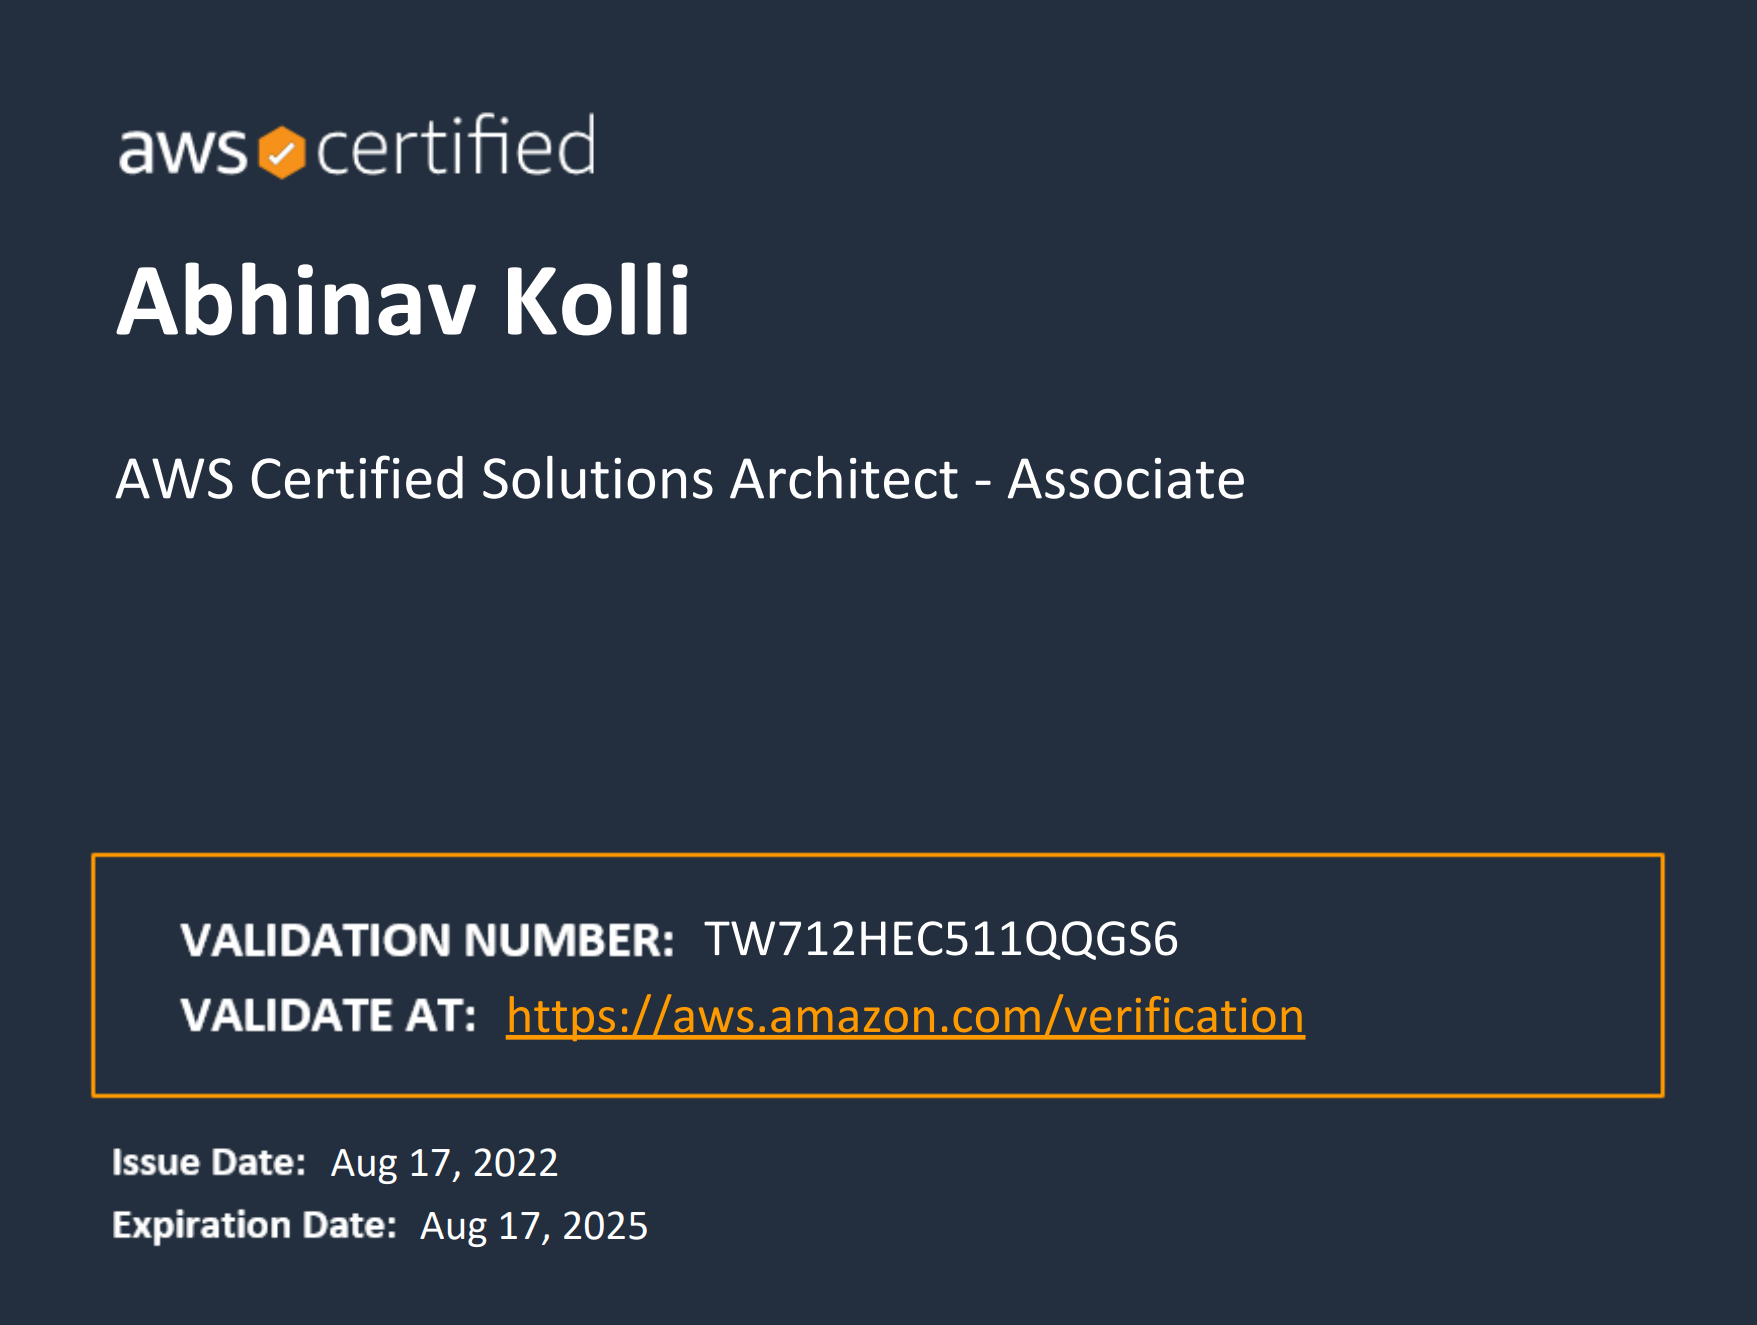 aws certified
Abhinav Kolli
AWS Certified Solutions Architect - Associate
VALIDATION NUMBER: TW712HEC511QQGS6
VALIDATE AT: https://aws.amazon.com/verification
Issue Date: Aug 17, 2022
Expiration Date: Aug 17, 2025